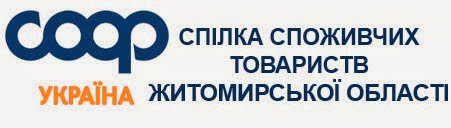 coop
УКРАЇНА
СПІЛКА СПОЖИВЧИХ
ТОВАРИСТВ
ЖИТОМИРСЬКОЇ ОБЛАСТІ